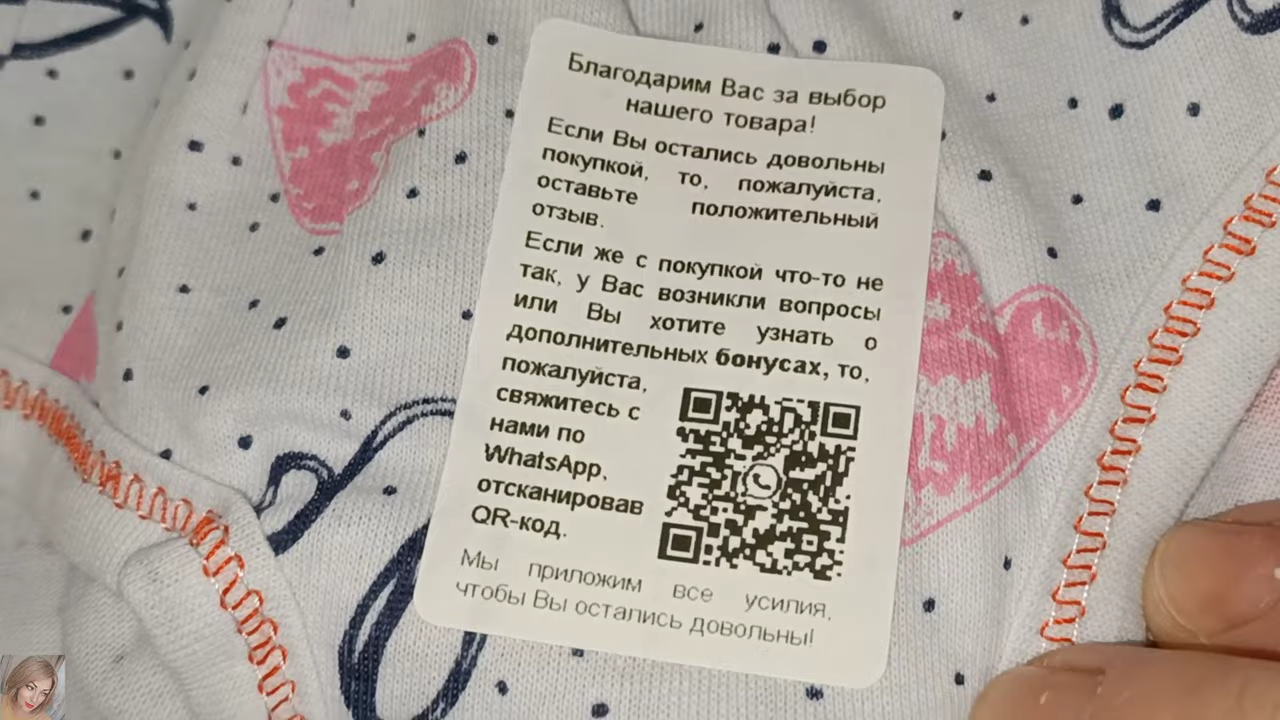 Благодарим Вас за выбор
нашего товара!
Если Вы остались довольны
покупкой, то, пожалуйста,
оставьте положительный
отзыв.
Если же с покупкой что-то не
так, у Вас возникли вопросы
или Вы хотите узнать о
дополнительных бонусах, то,
пожалуйста,
свяжитесь с
нами по
WhatsApp,
отсканировав
QR-код.
Мы приложим все усилия,
чтобы Вы остались довольны!